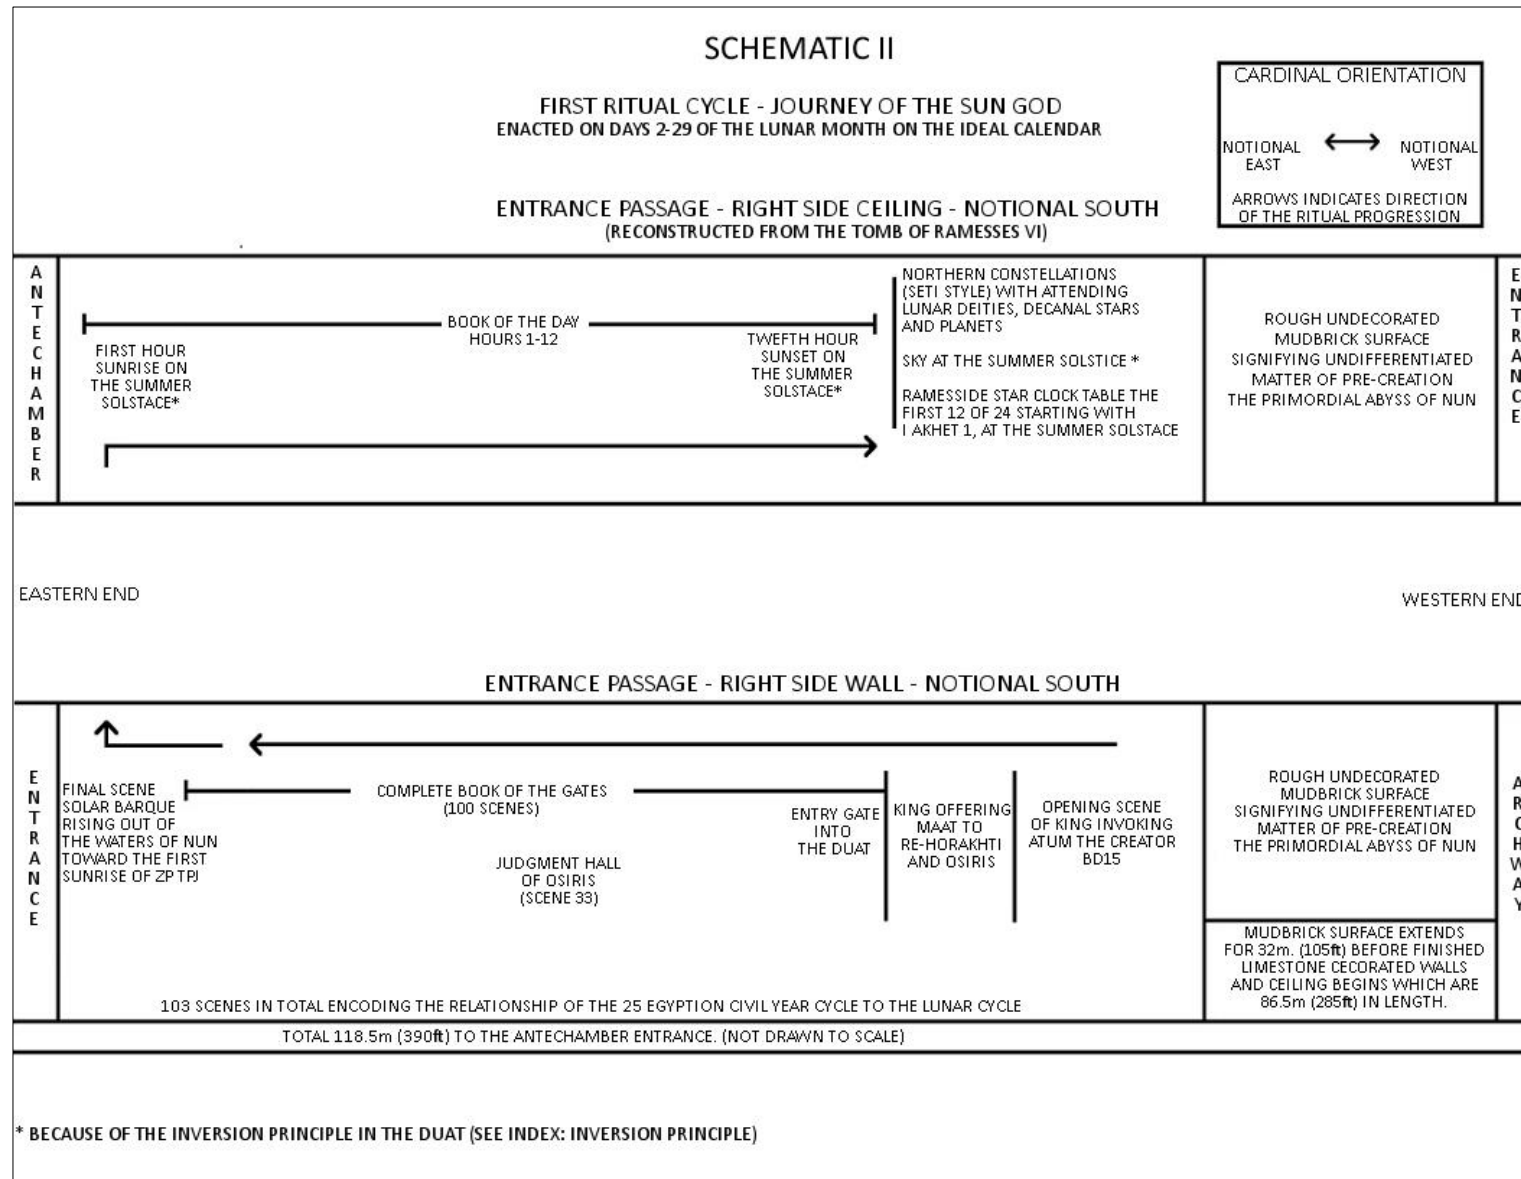 SCHEMATIC II
FIRST RITUAL CYCLE - JOURNEY OF THE SUN GOD
ENACTED ON DAYS 2-29 OF THE LUNAR MONTH ON THE IDEAL CALENDAR
CARDINAL ORIENTATION
NOTIONAL
EAST
NOTIONAL
WEST
ARROWS INDICATES DIRECTION
OF THE RITUAL PROGRESSION
ENTRANCE PASSAGE - RIGHT SIDE CEILING - NOTIONAL SOUTH
(RECONSTRUCTED FROM THE TOMB OF RAMESSES VI)
ANTECHAMBER
BOOK OF THE DAY
HOURS 1-12
FIRST HOUR
SUNRISE ON
THE SUMMER
SOLSTACE*
TWEFTH HOUR
SUNSET ON
THE SUMMER
SOLSTACE*
NORTHERN CONSTELLATIONS
(SETI STYLE) WITH ATTENDING
LUNAR DEITIES, DECANAL STARS
AND PLANETS
SKY AT THE SUMMER SOLSTICE *
RAMESSIDE STAR CLOCK TABLE THE
FIRST 12 OF 24 STARTING WITH
I AKHET 1, AT THE SUMMER SOLSTACE
ROUGH UNDECORATED
MUDBRICK SURFACE
SIGNIFYING UNDIFFERENTIATED
MATTER OF PRE-CREATION
THE PRIMORDIAL ABYSS OF NUN
ENTRANCE
EASTERN END
WESTERN END
ENTRANCE PASSAGE - RIGHT SIDE WALL - NOTIONAL SOUTH
ENTRANCE
FINAL SCENE
SOLAR BARQUE
RISING OUT OF
THE WATERS OF NUN
TOWARD THE FIRST
SUNRISE OF ZP TPJ
COMPLETE BOOK OF THE GATES
(100 SCENES)
JUDGMENT HALL
OF OSIRIS
(SCENE 33)
ENTRY GATE
INTO
THE DUAT
KING OFFERING
MAAT TO
RE-HORAKHTI
AND OSIRIS
OPENING SCENE
OF KING INVOKING
ATUM THE CREATOR
BD15
ROUGH UNDECORATED
MUDBRICK SURFACE
SIGNIFYING UNDIFFERENTIATED
MATTER OF PRE-CREATION
THE PRIMORDIAL ABYSS OF NUN
ARCHWAY
MUDBRICK SURFACE EXTENDS
FOR 32m. (105ft) BEFORE FINISHED
LIMESTONE CECORATED WALLS
AND CEILING BEGINS WHICH ARE
86.5m (285ft) IN LENGTH.
103 SCENES IN TOTAL ENCODING THE RELATIONSHIP OF THE 25 EGYPTION CIVIL YEAR CYCLE TO THE LUNAR CYCLE
TOTAL 118.5m (390ft) TO THE ANTECHAMBER ENTRANCE. (NOT DRAWN TO SCALE)
* BECAUSE OF THE INVERSION PRINCIPLE IN THE DUAT (SEE INDEX: INVERSION PRINCIPLE)